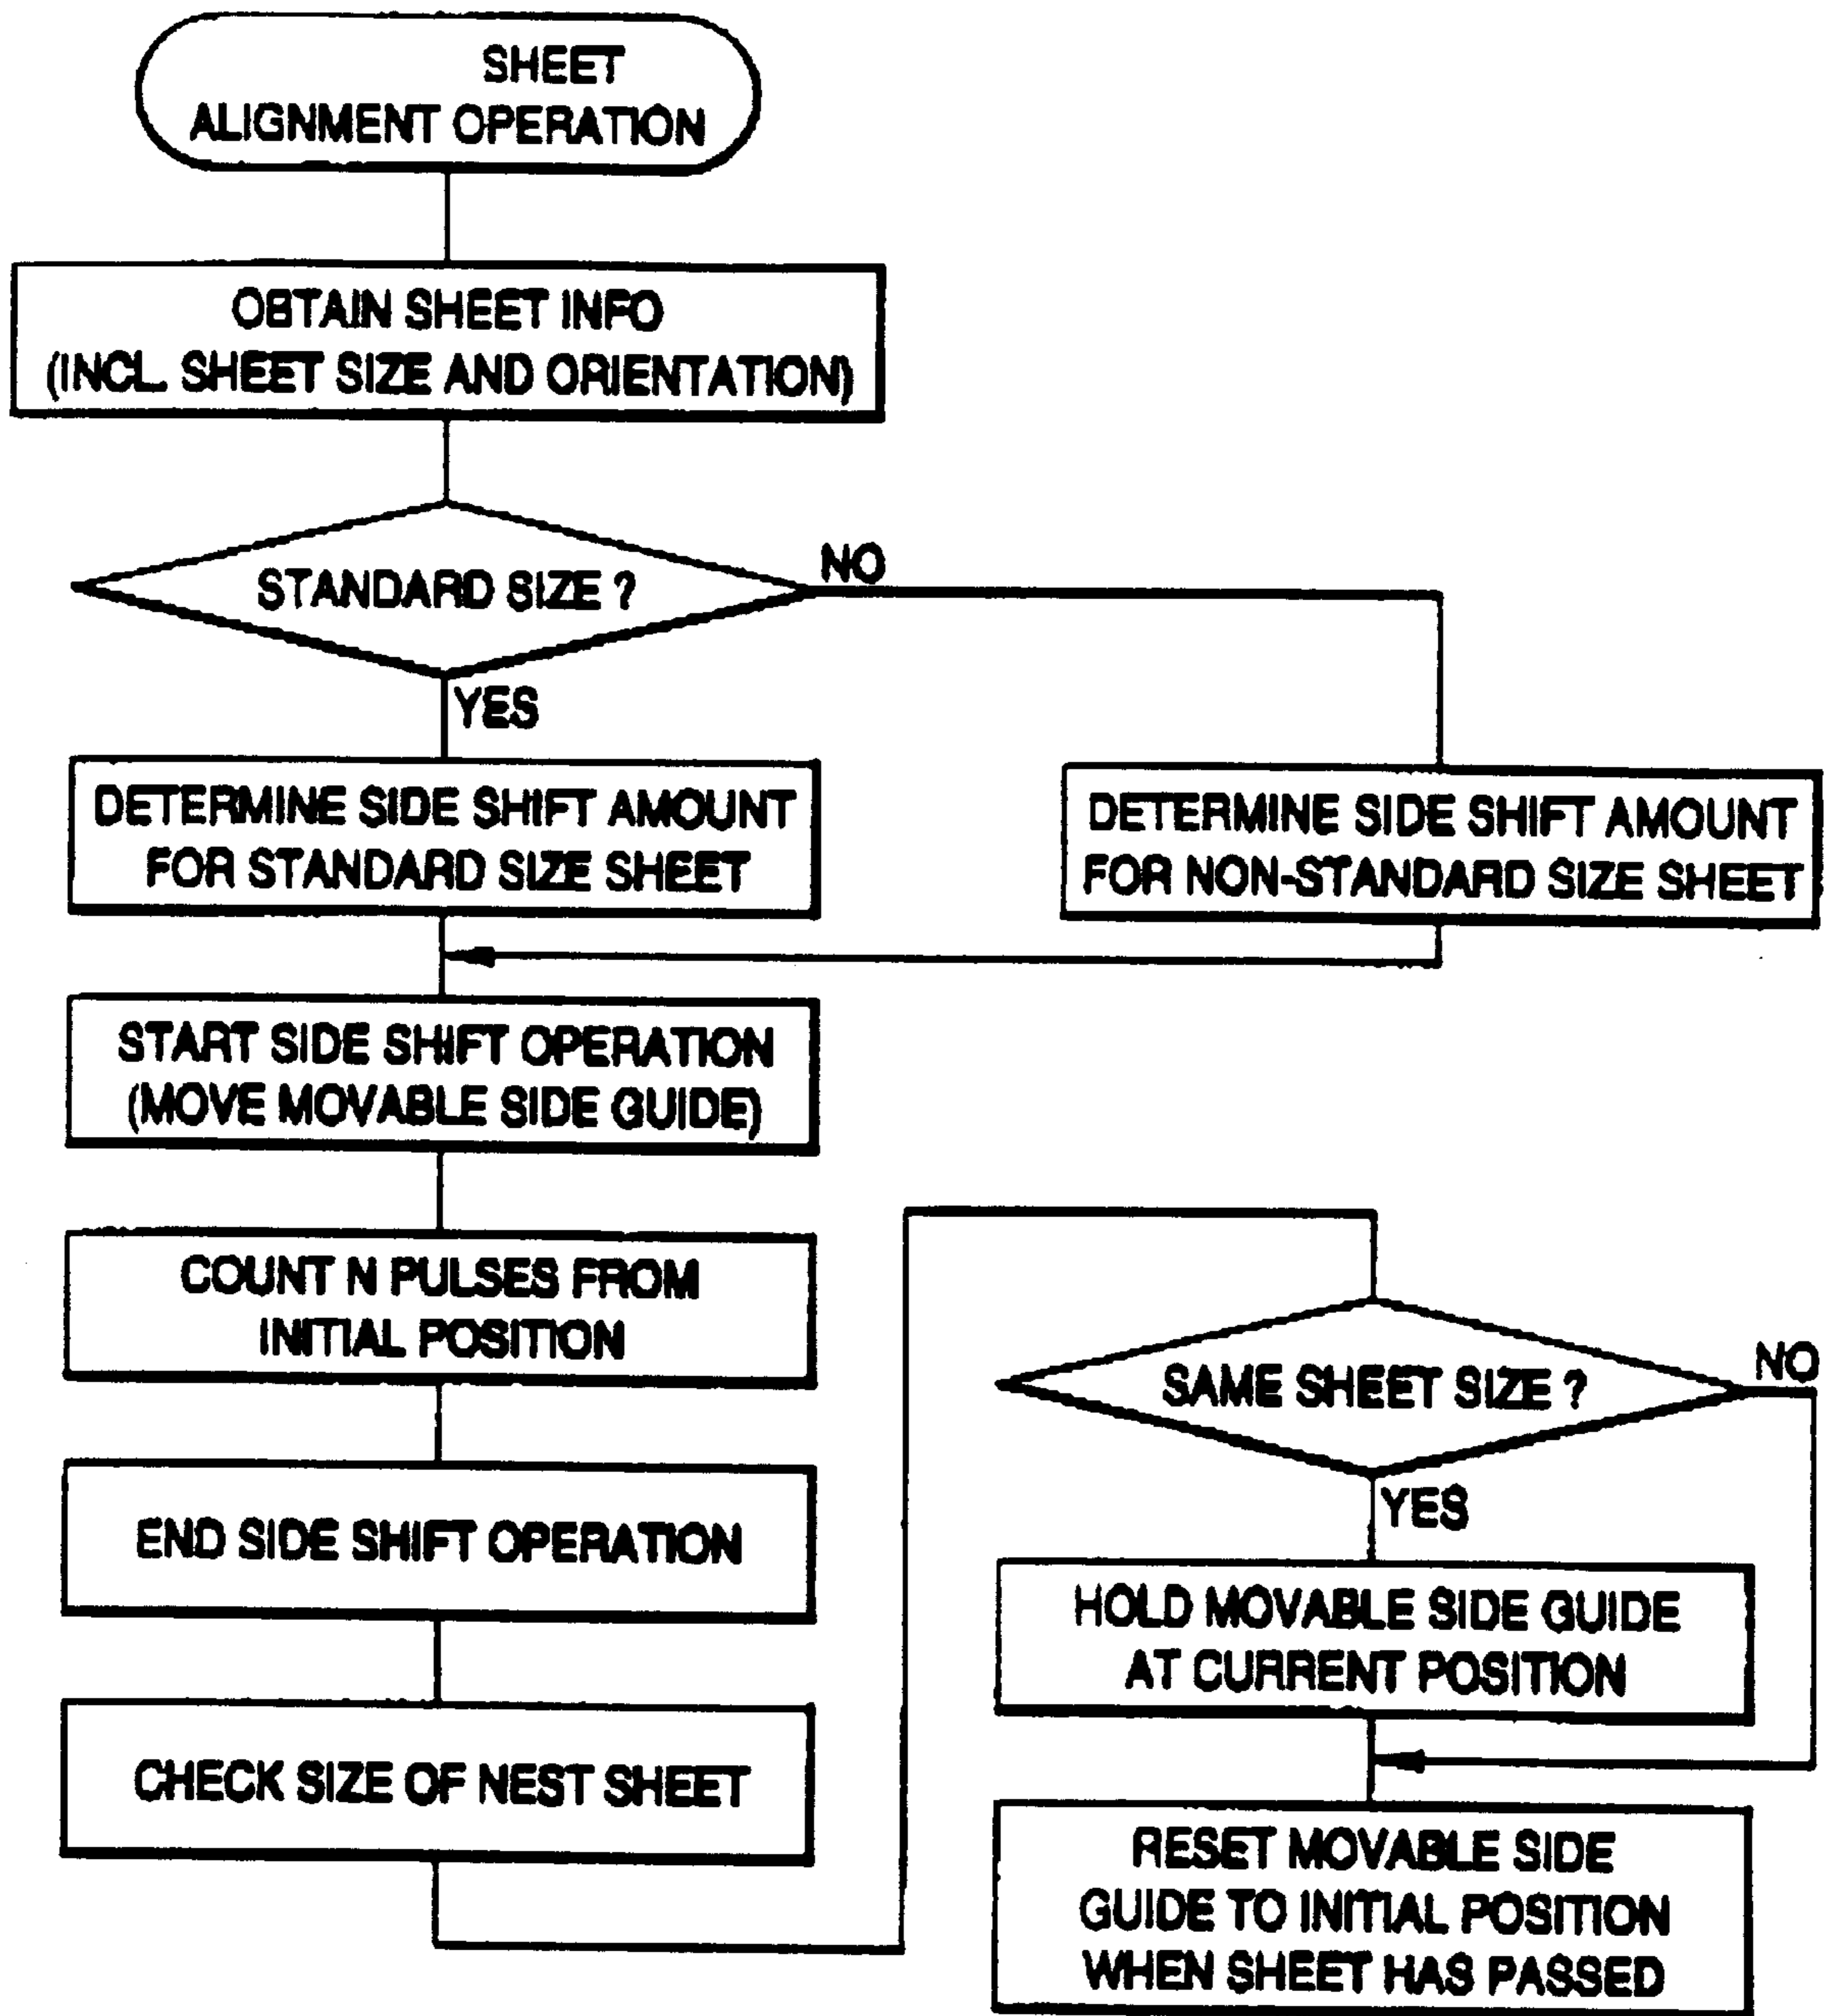 SHEET
ALIGNMENT OPERATION
OBTAIN SHEET INFO
(INCL. SHEET SIZE AND ORIENTATION)
STANDARD SIZE ?
NO
YES
DETERMINE SIDE SHIFT AMOUNT
FOR STANDARD SIZE SHEET
DETERMINE SIDE SHIFT AMOUNT
FOR NON-STANDARD SIZE SHEET
START SIDE SHIFT OPERATION
(MOVE MOVABLE SIDE GUIDE)
COUNT N PULSES FROM
INITIAL POSITION
END SIDE SHIFT OPERATION
CHECK SIZE OF NEST SHEET
SAME SHEET SIZE ?
NO
YES
HOLD MOVABLE SIDE GUIDE
AT CURRENT POSITION
RESET MOVABLE SIDE
GUIDE TO INITIAL POSITION
WHEN SHEET HAS PASSED